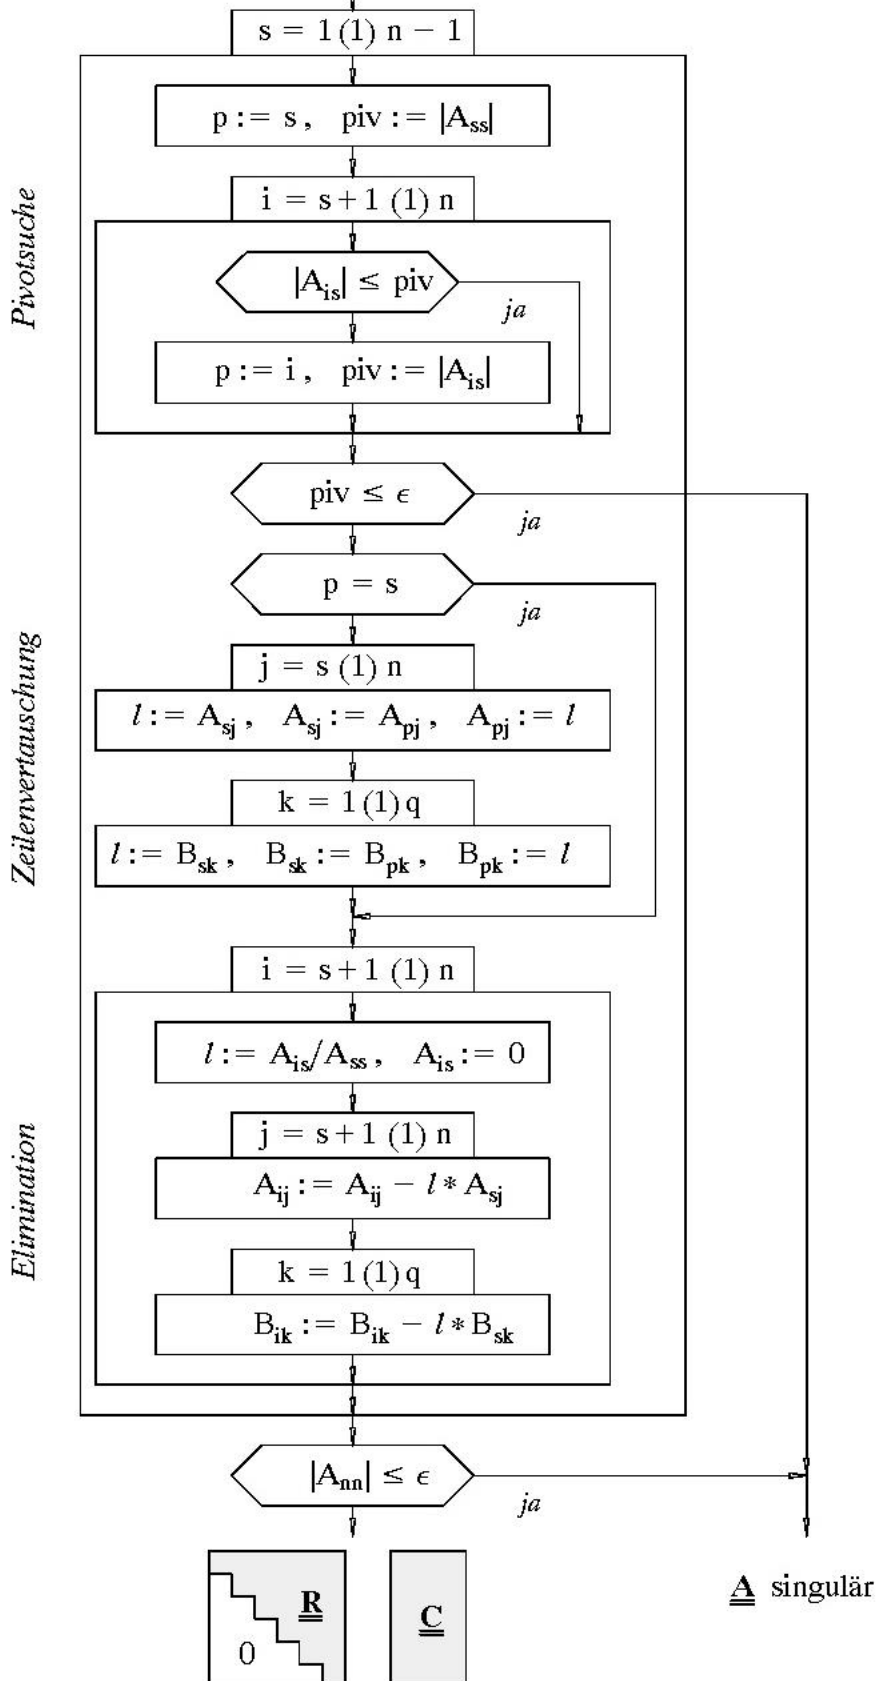 s = 1 (1) n − 1
p := s , piv := |A_ss|
Pivotsuche
i = s + 1 (1) n
|A_is| ≤ piv
ja
p := i , piv := |A_is|
piv ≤ ϵ
ja
p = s
ja
Zeilenvertauschung
j = s (1) n
l := A_sj , A_sj := A_pj , A_pj := l
k = 1 (1) q
l := B_sk , B_sk := B_pk , B_pk := l
i = s + 1 (1) n
l := A_is/A_ss , A_is := 0
Elimination
j = s + 1 (1) n
A_ij := A_ij − l * A_sj
k = 1 (1) q
B_ik := B_ik − l * B_sk
|A_nn| ≤ ϵ
ja
R
0
C
A singulär